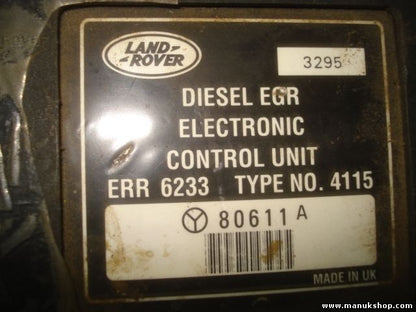 LAND-
-ROVER
3295
DIESEL EGR
ELECTRONIC
CONTROL UNIT
ERR 6233 TYPE NO. 4115
80611 A
MADE IN UK
www.manukshop.com